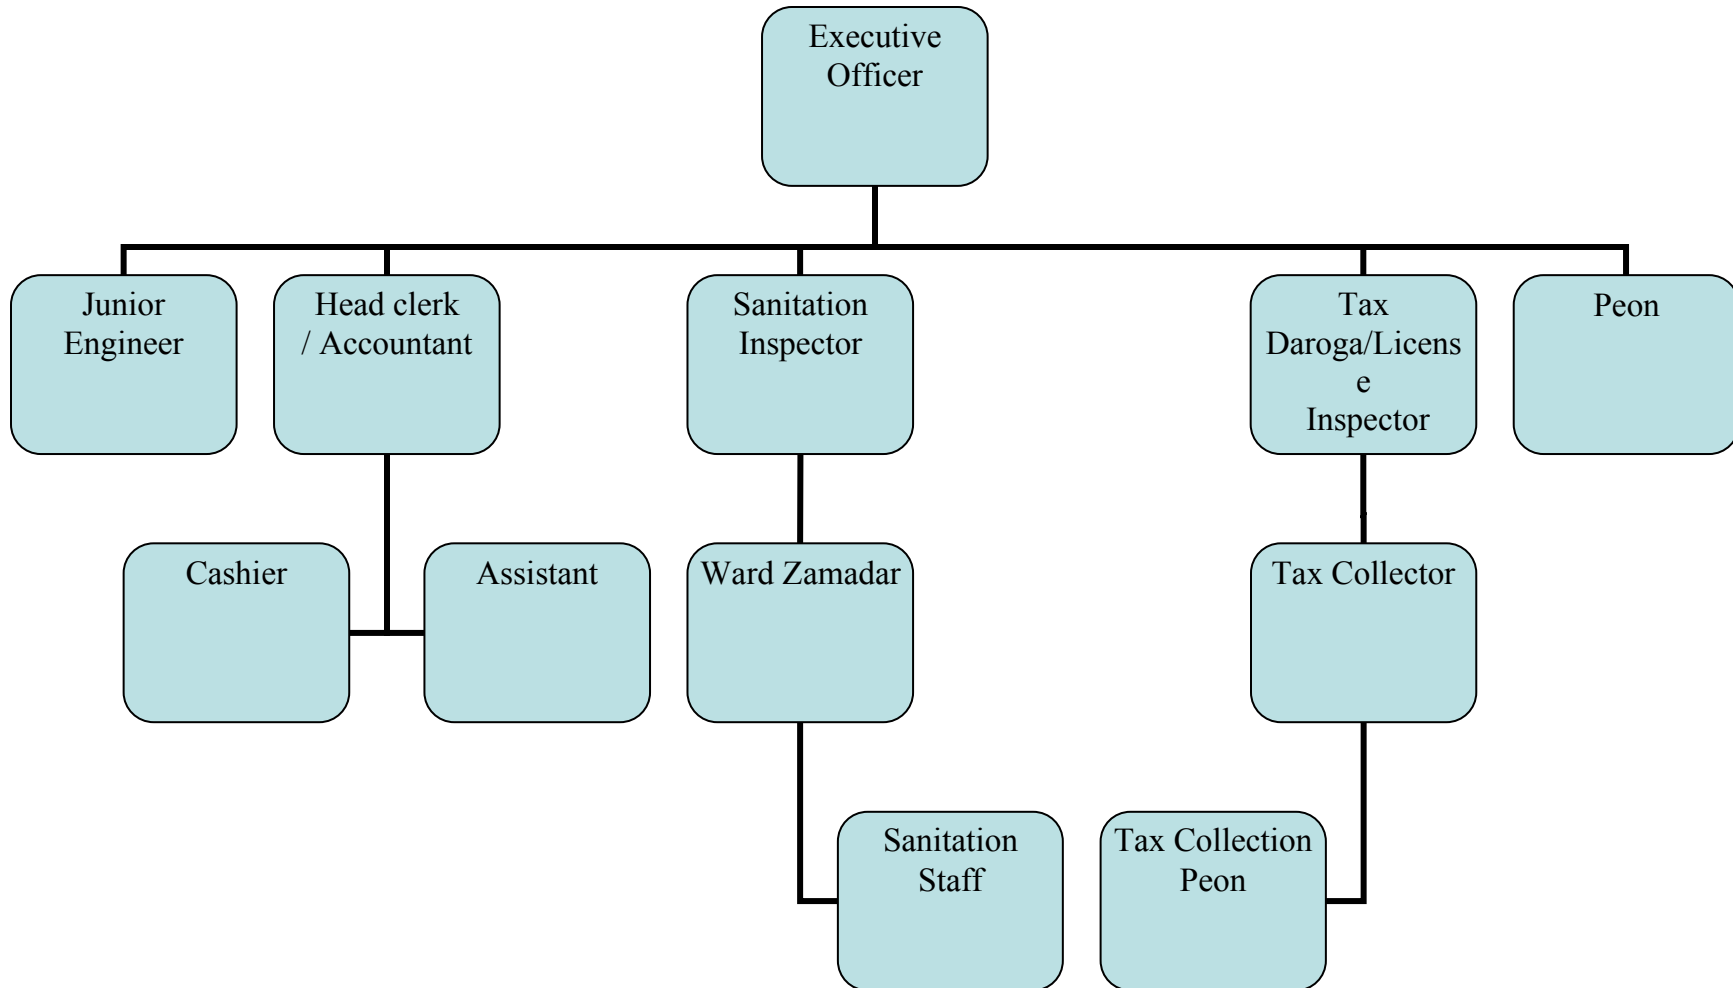 Executive
Officer
Junior
Engineer
Head clerk
/ Accountant
Sanitation
Inspector
Tax
Daroga/Licens
e
Inspector
Peon
Cashier
Assistant
Ward Zamadar
Tax Collector
Sanitation
Staff
Tax Collection
Peon